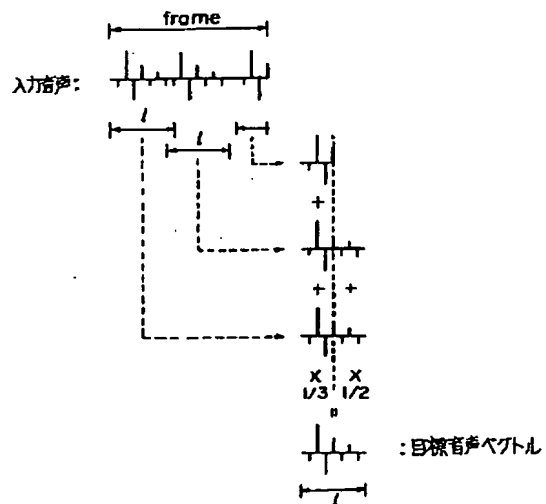 frame
入力音声:
l
l
+
+ +
X X
1/3 1/2
=
:目標音声ベクトル
l